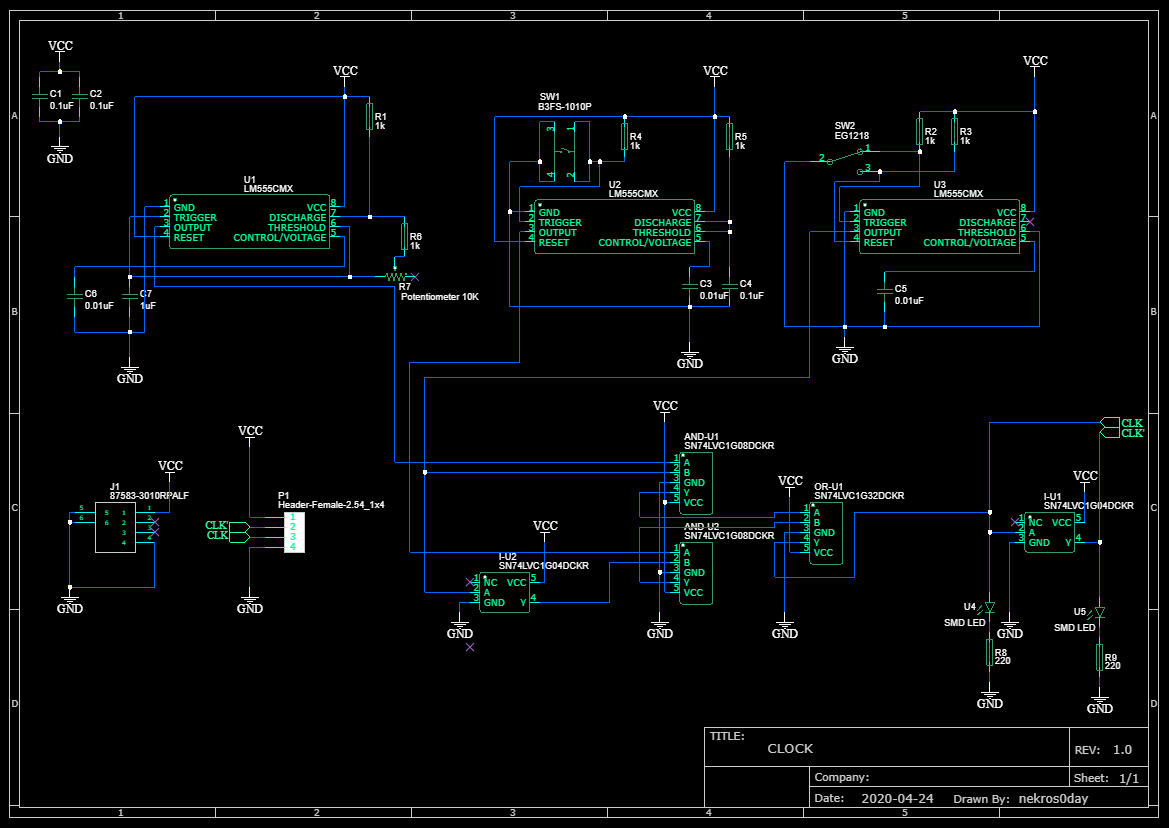 1 2 3 4 5
A
B
C
D
VCC
C1
0.1uF
C2
0.1uF
GND
VCC
R1
1k
U1
LM555CMX
1 GND VCC 8
2 TRIGGER DISCHARGE 7
3 OUTPUT THRESHOLD 6
4 RESET CONTROL/VOLTAGE 5
R6
1k
R7
Potentiometer 10K
C6
0.01uF
C7
1uF
GND
VCC
SW1
B3FS-1010P
3 1
4 2
R4
1k
R5
1k
U2
LM555CMX
1 GND VCC 8
2 TRIGGER DISCHARGE 7
3 OUTPUT THRESHOLD 6
4 RESET CONTROL/VOLTAGE 5
C3
0.01uF
C4
0.1uF
GND
VCC
SW2
EG1218
2 1
3
R2
1k
R3
1k
U3
LM555CMX
1 GND VCC 8
2 TRIGGER DISCHARGE 7
3 OUTPUT THRESHOLD 6
4 RESET CONTROL/VOLTAGE 5
C5
0.01uF
GND
VCC
J1
87583-3010RPALF
5 5 1 1
6 6 2 2
3 3
4 4
GND
VCC
P1
Header-Female-2.54_1x4
CLK'
CLK
1
2
3
4
GND
VCC
I-U2
SN74LVC1G04DCKR
1 NC VCC 5
2 A
3 GND Y 4
GND
VCC
AND-U1
SN74LVC1G08DCKR
1 A
2 B
3 GND
4 Y
5 VCC
AND-U2
SN74LVC1G08DCKR
1 A
2 B
3 GND
4 Y
5 VCC
GND
VCC
OR-U1
SN74LVC1G32DCKR
1 A
2 B
3 GND
4 Y
5 VCC
GND
CLK
CLK'
VCC
I-U1
SN74LVC1G04DCKR
1 NC VCC 5
2 A
3 GND Y 4
U4
SMD LED
GND
R8
220
GND
U5
SMD LED
R9
220
GND
TITLE:
CLOCK
REV: 1.0
Company:
Sheet: 1/1
Date: 2020-04-24 Drawn By: nekros0day
A
B
C
D
1 2 3 4 5